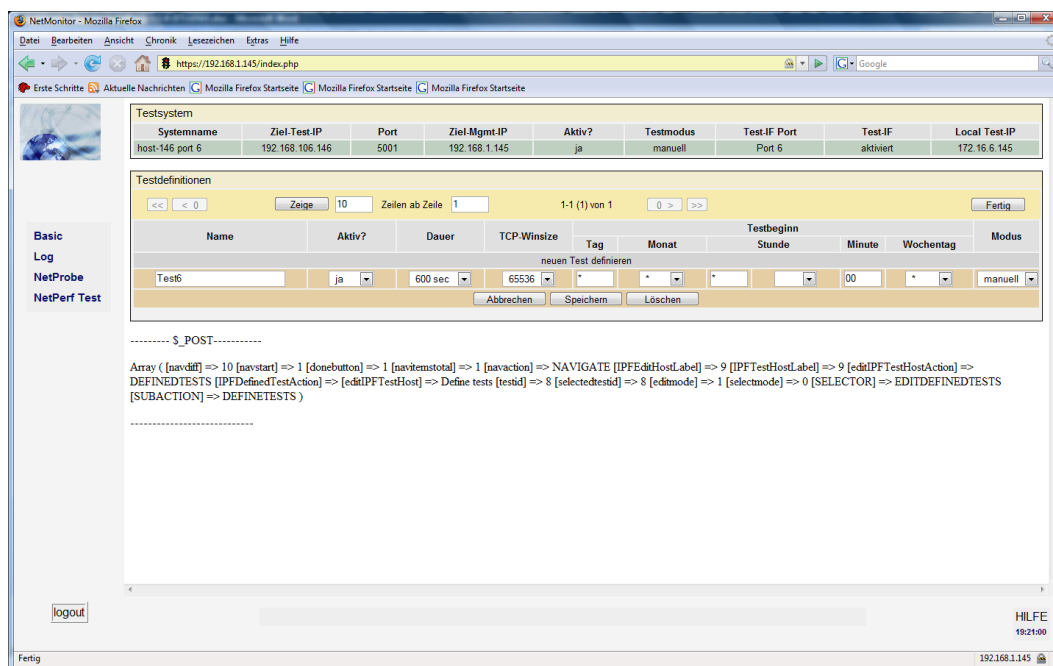 NetMonitor - Mozilla Firefox
Datei Bearbeiten Ansicht Chronik Lesezeichen Extras Hilfe
https://192.168.1.145/index.php
Google
Erste Schritte Aktuelle Nachrichten Mozilla Firefox Startseite Mozilla Firefox Startseite Mozilla Firefox Startseite
Testsystem
Systemname Ziel-Test-IP Port Ziel-Mgmt-IP Aktiv? Testmodus Test-IF Port Test-IF Local Test-IP
host-146 port 6 192.168.106.146 5001 192.168.1.145 ja manuell Port 6 aktiviert 172.16.6.145
Testdefinitionen
<< < 0 Zeige 10 Zeilen ab Zeile 1 1-1 (1) von 1 0 > >> Fertig
Name Aktiv? Dauer TCP-Winsize Testbeginn Modus
Tag Monat Stunde Minute Wochentag
neuen Test definieren
Test6 ja 600 sec 65536 * * * 00 * manuell
Abbrechen Speichern Löschen
Basic
Log
NetProbe
NetPerf Test
--------- $_POST-----------
Array ( [navdiff] => 10 [navstart] => 1 [donebutton] => 1 [navitemstotal] => 1 [navaction] => NAVIGATE [IPFEditHostLabel] => 9 [IPFTestHostLabel] => 9 [editIPFTestHostAction] =>
DEFINEDTESTS [IPFDefinedTestAction] => [editIPFTestHost] => Define tests [testid] => 8 [selectedtestid] => 8 [editmode] => 1 [selectmode] => 0 [SELECTOR] => EDITDEFINEDTESTS
[SUBACTION] => DEFINETESTS )
----------------------------
logout
HILFE
19:21:00
Fertig 192.168.1.145